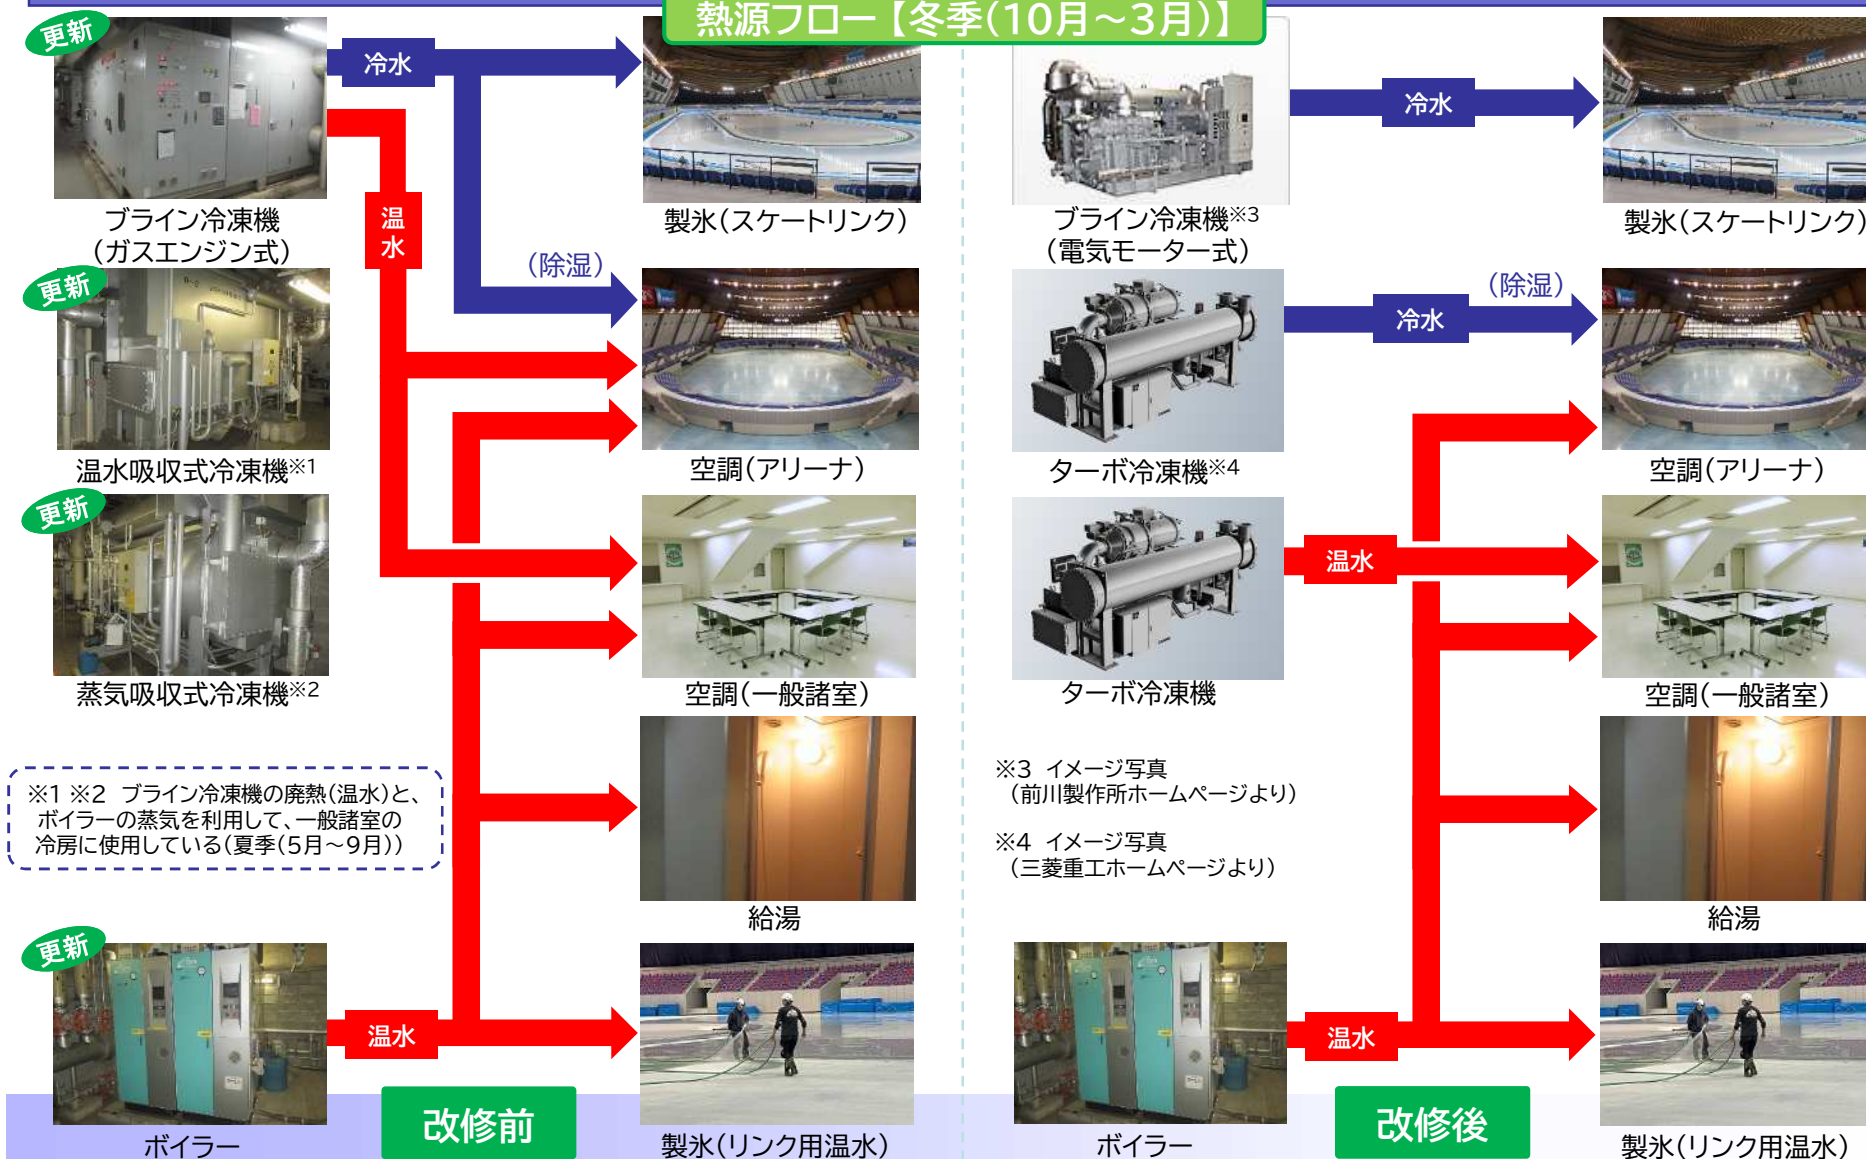 熱源フロー【冬季(10月～3月)】
更新
冷水
温水
ブライン冷凍機
(ガスエンジン式)
製氷(スケートリンク)
更新
(除湿)
温水吸収式冷凍機※1
空調(アリーナ)
更新
蒸気吸収式冷凍機※2
空調(一般諸室)
※1 ※2 ブライン冷凍機の廃熱(温水)と、
ボイラーの蒸気を利用して、一般諸室の
冷房に使用している(夏季(5月～9月))
給湯
更新
温水
ボイラー
改修前
製氷(リンク用温水)
冷水
ブライン冷凍機※3
(電気モーター式)
製氷(スケートリンク)
冷水
(除湿)
ターボ冷凍機※4
空調(アリーナ)
温水
ターボ冷凍機
空調(一般諸室)
※3 イメージ写真
(前川製作所ホームページより)
※4 イメージ写真
(三菱重工ホームページより)
給湯
温水
ボイラー
改修後
製氷(リンク用温水)